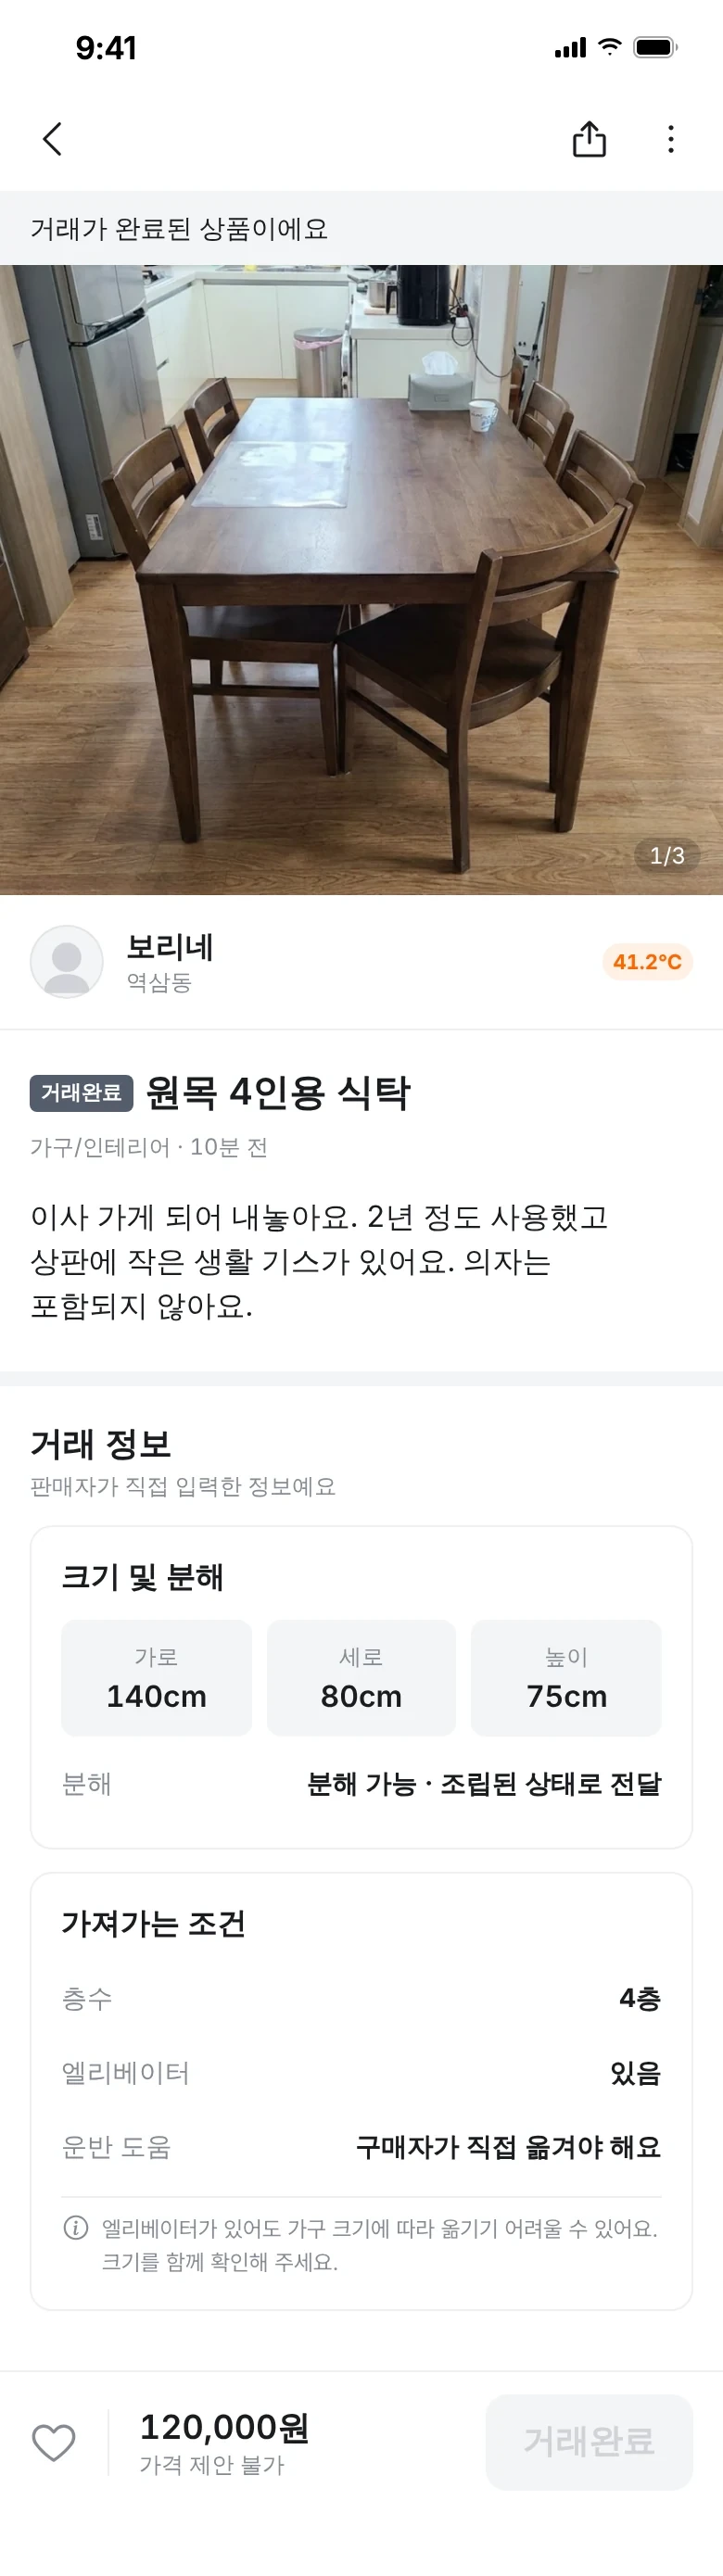 9:41
거래가 완료된 상품이에요
1/3
보리네
역삼동
41.2°C
거래완료 원목 4인용 식탁
가구/인테리어 · 10분 전
이사 가게 되어 내놓아요. 2년 정도 사용했고
상판에 작은 생활 기스가 있어요. 의자는
포함되지 않아요.
거래 정보
판매자가 직접 입력한 정보예요
크기 및 분해
가로 세로 높이
140cm 80cm 75cm
분해 분해 가능 · 조립된 상태로 전달
가져가는 조건
층수 4층
엘리베이터 있음
운반 도움 구매자가 직접 옮겨야 해요
엘리베이터가 있어도 가구 크기에 따라 옮기기 어려울 수 있어요.
크기를 함께 확인해 주세요.
120,000원
가격 제안 불가
거래완료